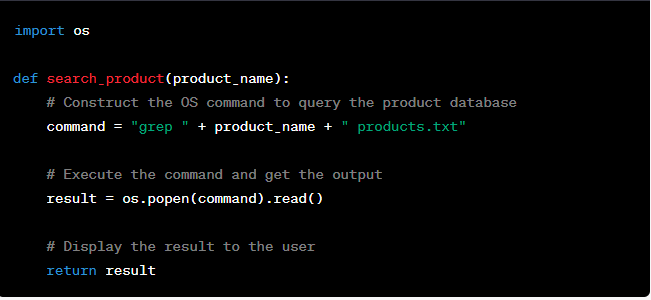 import os
def search_product(product_name):
# Construct the OS command to query the product database
command = "grep " + product_name + " products.txt"
# Execute the command and get the output
result = os.popen(command).read()
# Display the result to the user
return result